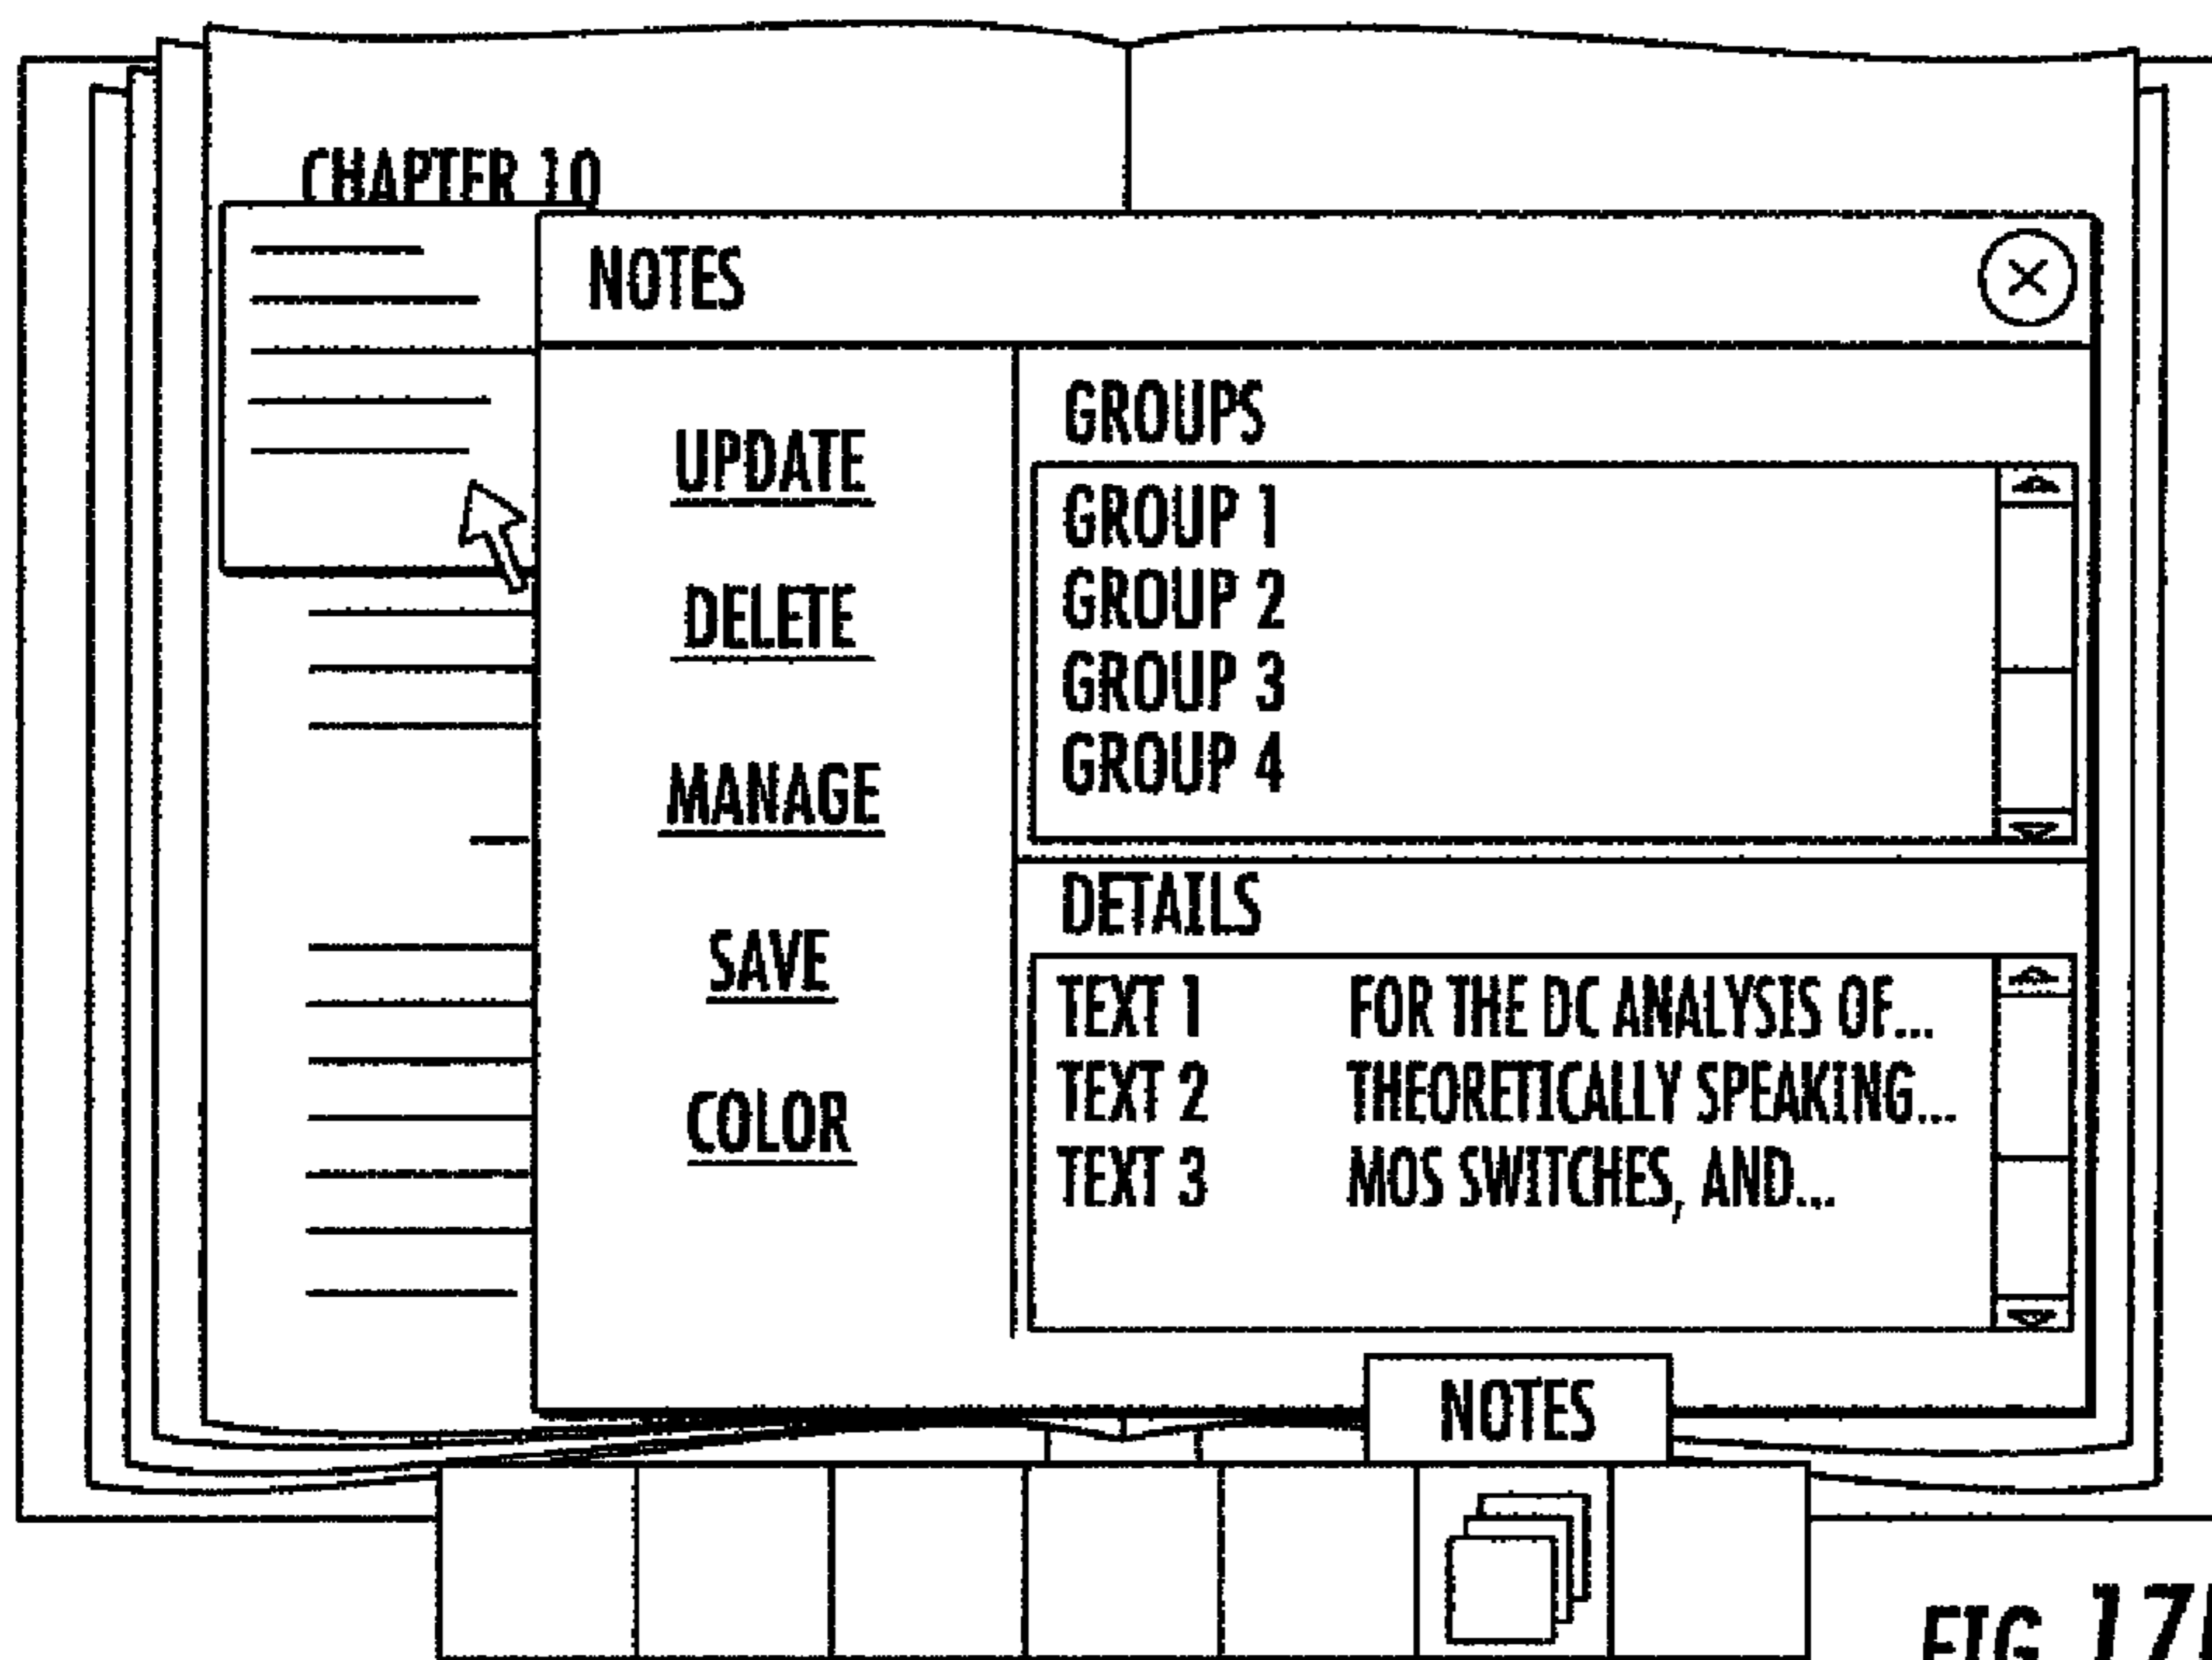 CHAPTER 10
NOTES
UPDATE
DELETE
MANAGE
SAVE
COLOR
GROUPS
GROUP 1
GROUP 2
GROUP 3
GROUP 4
DETAILS
TEXT 1 FOR THE DC ANALYSIS OF...
TEXT 2 THEORETICALLY SPEAKING...
TEXT 3 MOS SWITCHES, AND...
NOTES
FIG